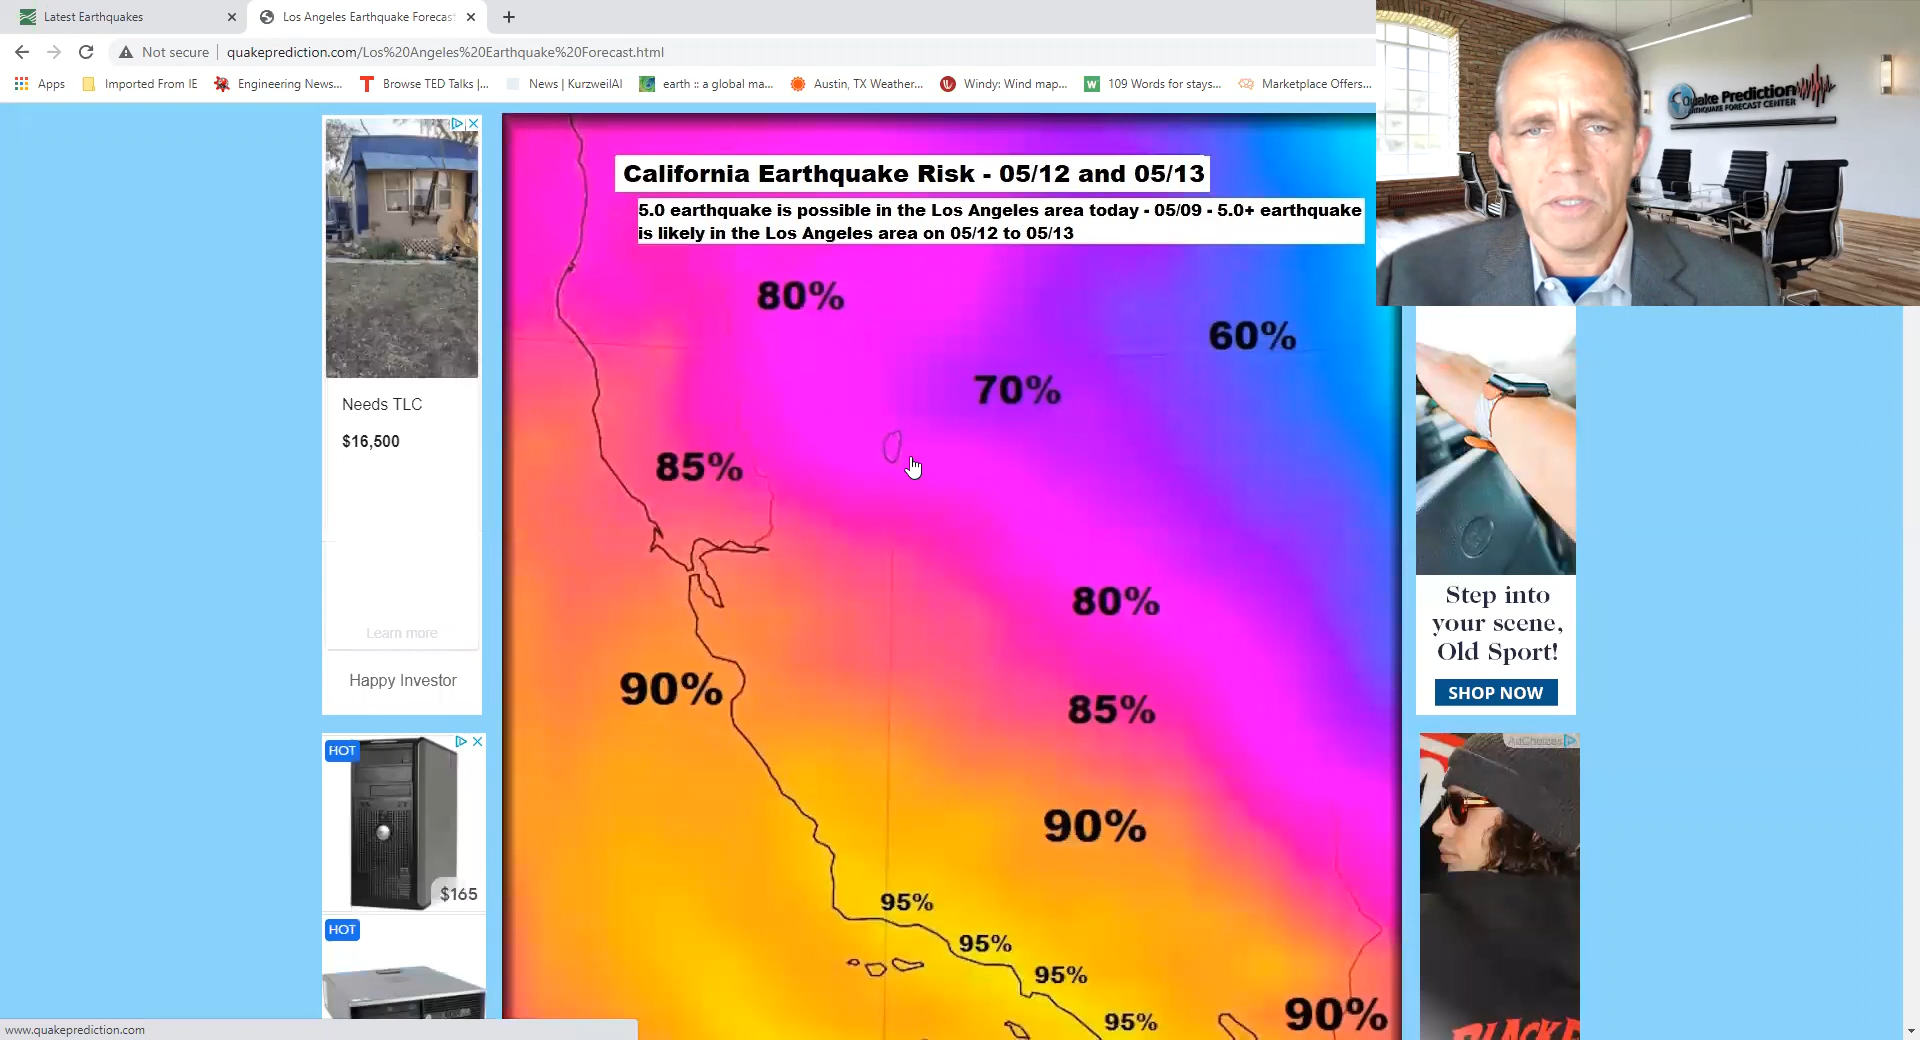 Latest Earthquakes
Los Angeles Earthquake Forecast
Not secure
quakeprediction.com/Los%20Angeles%20Earthquake%20Forecast.html
Apps
Imported From IE
Engineering News...
Browse TED Talks |...
News | KurzweilAI
earth :: a global ma...
Austin, TX Weather...
Windy: Wind map...
W
109 Words for stays...
Marketplace Offers...
Quake Prediction
EARTHQUAKE FORECAST CENTER
California Earthquake Risk - 05/12 and 05/13
5.0 earthquake is possible in the Los Angeles area today - 05/09 - 5.0+ earthquake
is likely in the Los Angeles area on 05/12 to 05/13
80%
60%
70%
85%
80%
90%
85%
90%
95%
95%
95%
95%
90%
Needs TLC
$16,500
Learn more
Happy Investor
HOT
$165
HOT
Step into
your scene,
Old Sport!
SHOP NOW
AdChoices
www.quakeprediction.com